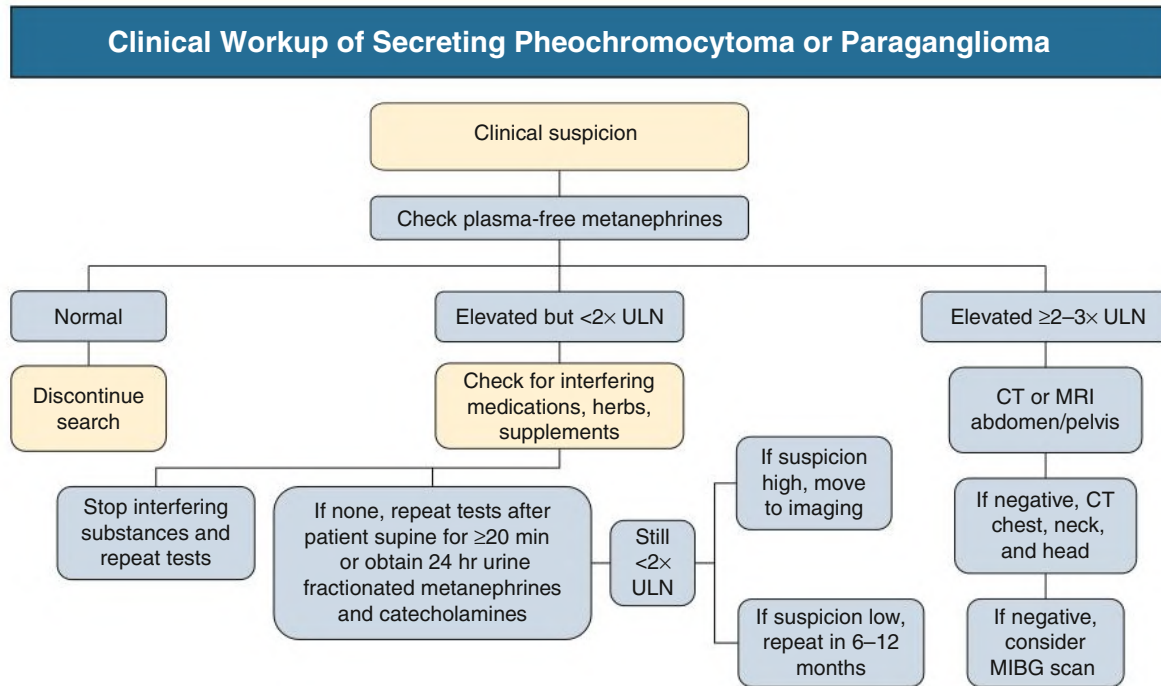 Clinical Workup of Secreting Pheochromocytoma or Paraganglioma
Clinical suspicion
Check plasma-free metanephrines
Normal
Discontinue
search
Elevated but <2× ULN
Check for interfering
medications, herbs,
supplements
Stop interfering
substances and
repeat tests
If none, repeat tests after
patient supine for ≥20 min
or obtain 24 hr urine
fractionated metanephrines
and catecholamines
Still
<2×
ULN
If suspicion
high, move
to imaging
If suspicion low,
repeat in 6–12
months
Elevated ≥2–3× ULN
CT or MRI
abdomen/pelvis
If negative, CT
chest, neck,
and head
If negative,
consider
MIBG scan